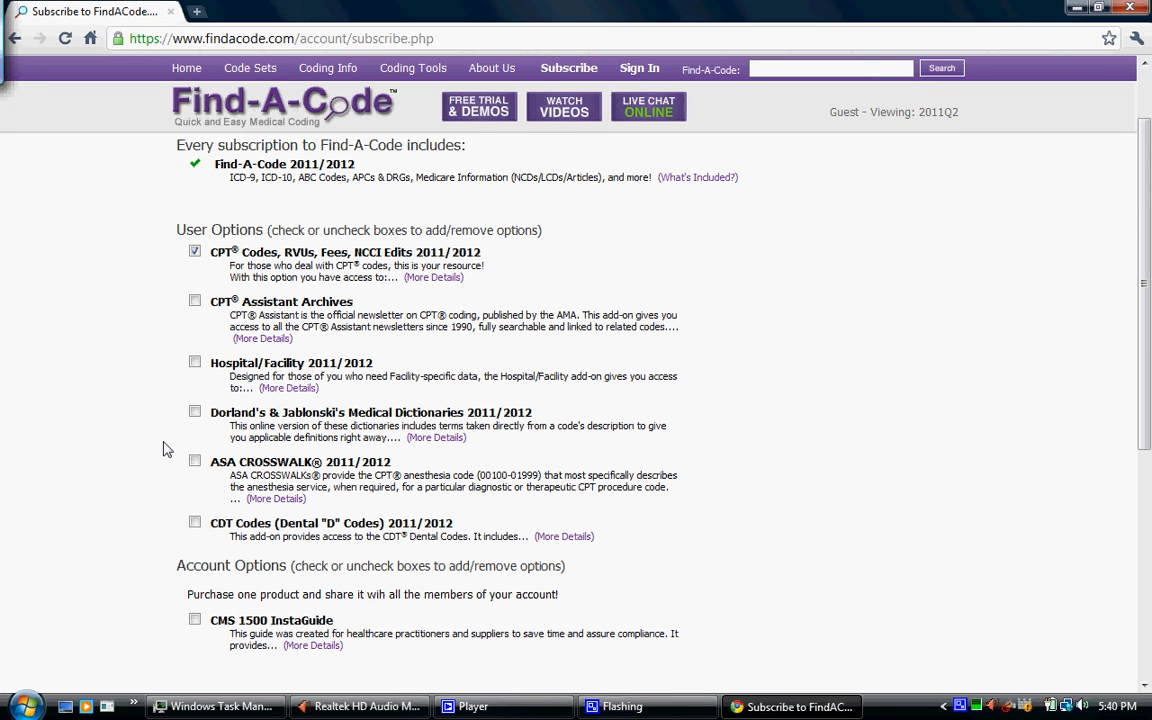 Subscribe to FindACode....
https://www.findacode.com/account/subscribe.php
Home Code Sets Coding Info Coding Tools About Us Subscribe Sign In Find-A-Code: Search
Find-A-Code™
Quick and Easy Medical Coding
FREE TRIAL
& DEMOS
WATCH
VIDEOS
LIVE CHAT
ONLINE
Guest - Viewing: 2011Q2
Every subscription to Find-A-Code includes:
Find-A-Code 2011/2012
ICD-9, ICD-10, ABC Codes, APCs & DRGs, Medicare Information (NCDs/LCDs/Articles), and more! (What's Included?)
User Options (check or uncheck boxes to add/remove options)
CPT® Codes, RVUs, Fees, NCCI Edits 2011/2012
For those who deal with CPT® codes, this is your resource!
With this option you have access to:... (More Details)
CPT® Assistant Archives
CPT® Assistant is the official newsletter on CPT® coding, published by the AMA. This add-on gives you
access to all the CPT® Assistant newsletters since 1990, fully searchable and linked to related codes....
(More Details)
Hospital/Facility 2011/2012
Designed for those of you who need Facility-specific data, the Hospital/Facility add-on gives you access
to:... (More Details)
Dorland's & Jablonski's Medical Dictionaries 2011/2012
This online version of these dictionaries includes terms taken directly from a code's description to give
you applicable definitions right away.... (More Details)
ASA CROSSWALK® 2011/2012
ASA CROSSWALKs® provide the CPT® anesthesia code (00100-01999) that most specifically describes
the anesthesia service, when required, for a particular diagnostic or therapeutic CPT procedure code.
... (More Details)
CDT Codes (Dental "D" Codes) 2011/2012
This add-on provides access to the CDT® Dental Codes. It includes... (More Details)
Account Options (check or uncheck boxes to add/remove options)
Purchase one product and share it wih all the members of your account!
CMS 1500 InstaGuide
This guide was created for healthcare practitioners and suppliers to save time and assure compliance. It
provides... (More Details)
Windows Task Man... Realtek HD Audio M... Player Flashing Subscribe to FindAC... 5:40 PM